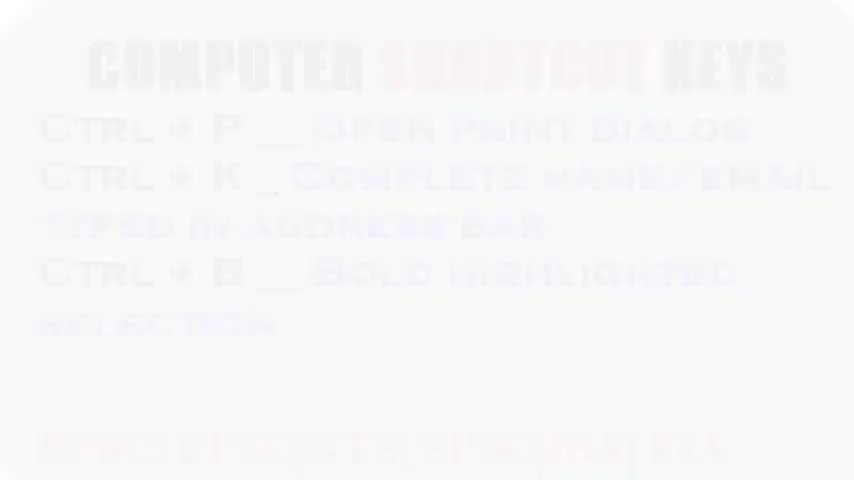 COMPUTER SHORTCUT KEYS
CTRL + P __ OPEN PRINT DIALOG
CTRL + K _ COMPLETE NAME/EMAIL
TYPED IN ADDRESS BAR
CTRL + B __ BOLD HIGHLIGHTED
SELECTION